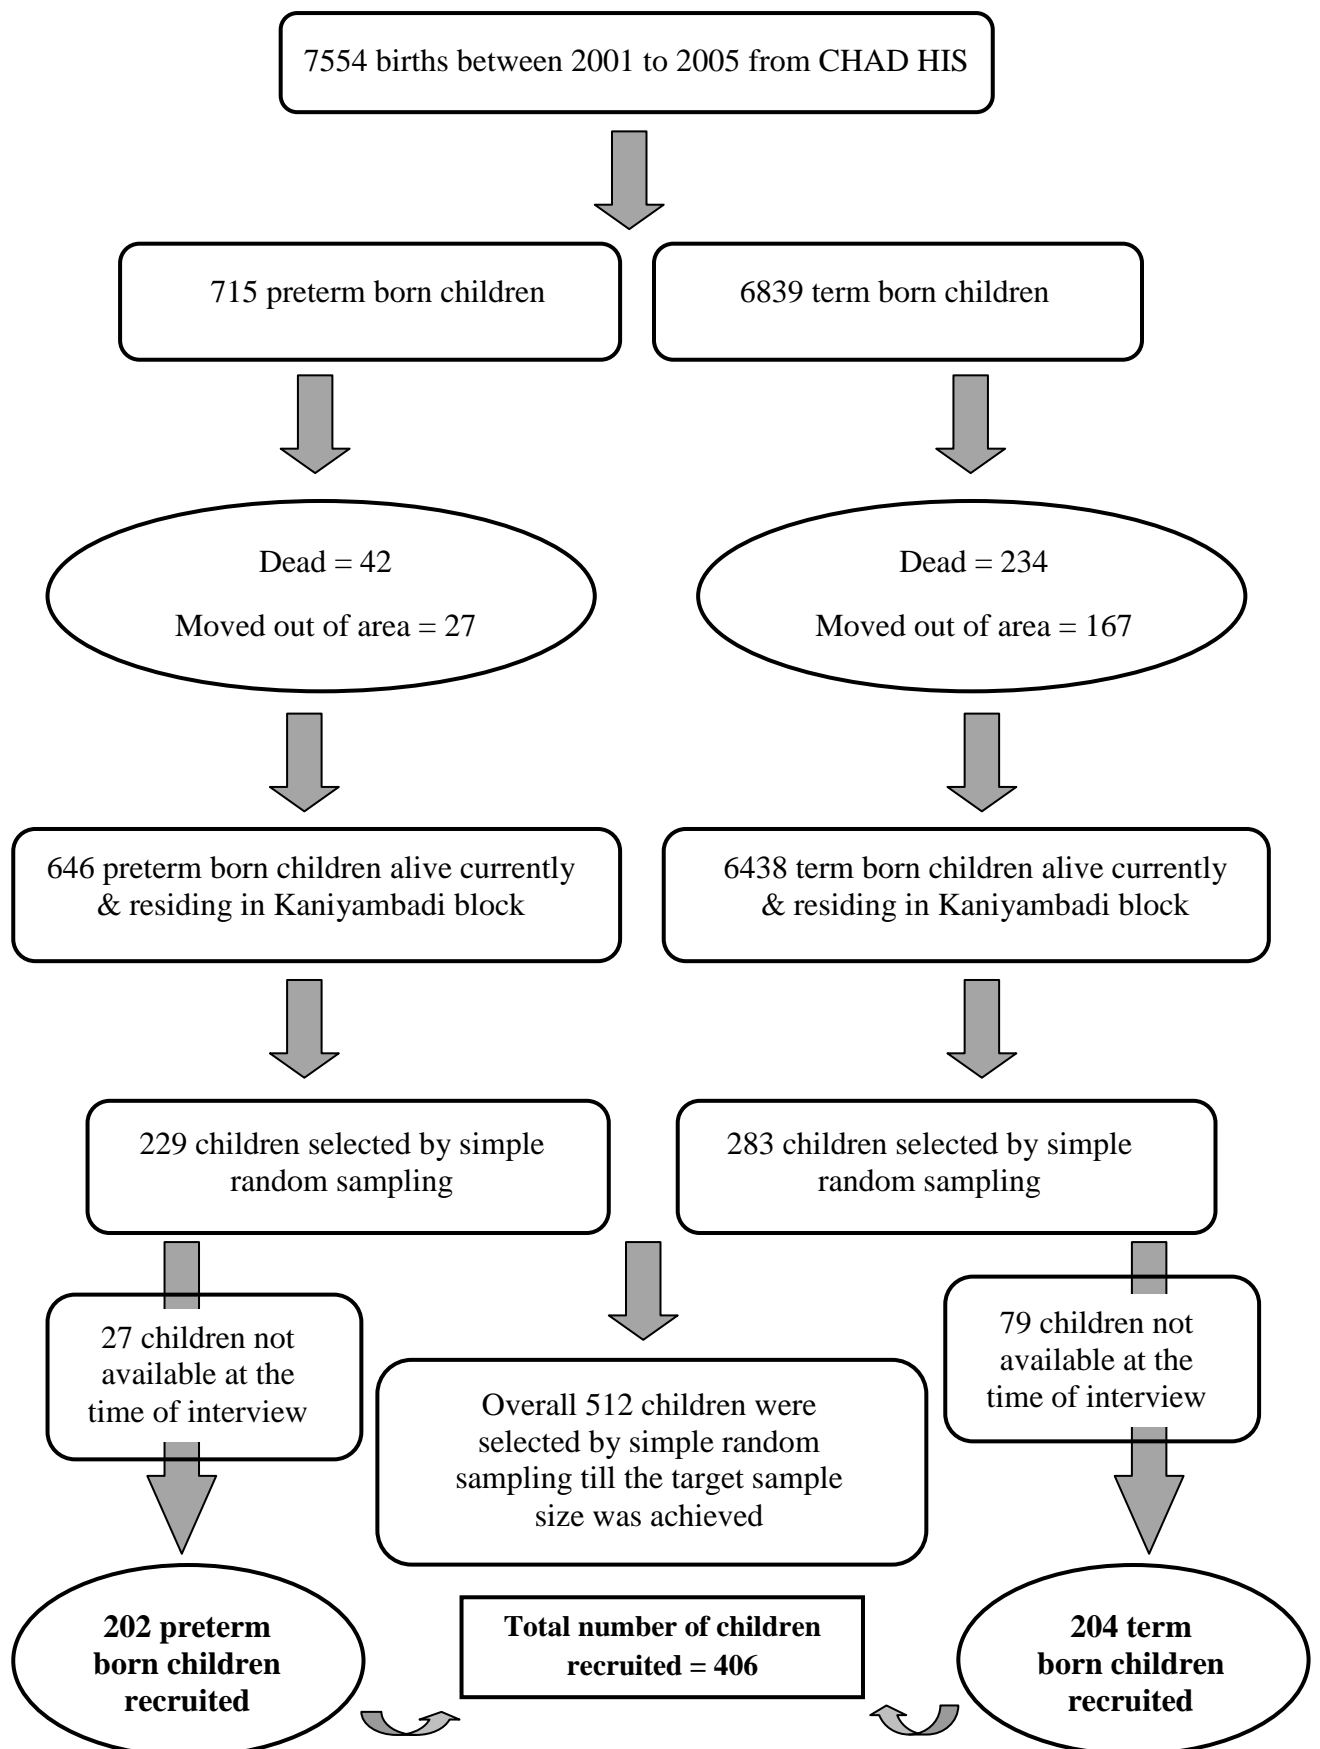 7554 births between 2001 to 2005 from CHAD HIS
715 preterm born children
6839 term born children
Dead = 42
Moved out of area = 27
Dead = 234
Moved out of area = 167
646 preterm born children alive currently
& residing in Kaniyambadi block
6438 term born children alive currently
& residing in Kaniyambadi block
229 children selected by simple
random sampling
283 children selected by simple
random sampling
27 children not
available at the
time of interview
79 children not
available at the
time of interview
Overall 512 children were
selected by simple random
sampling till the target sample
size was achieved
202 preterm
born children
recruited
Total number of children
recruited = 406
204 term
born children
recruited